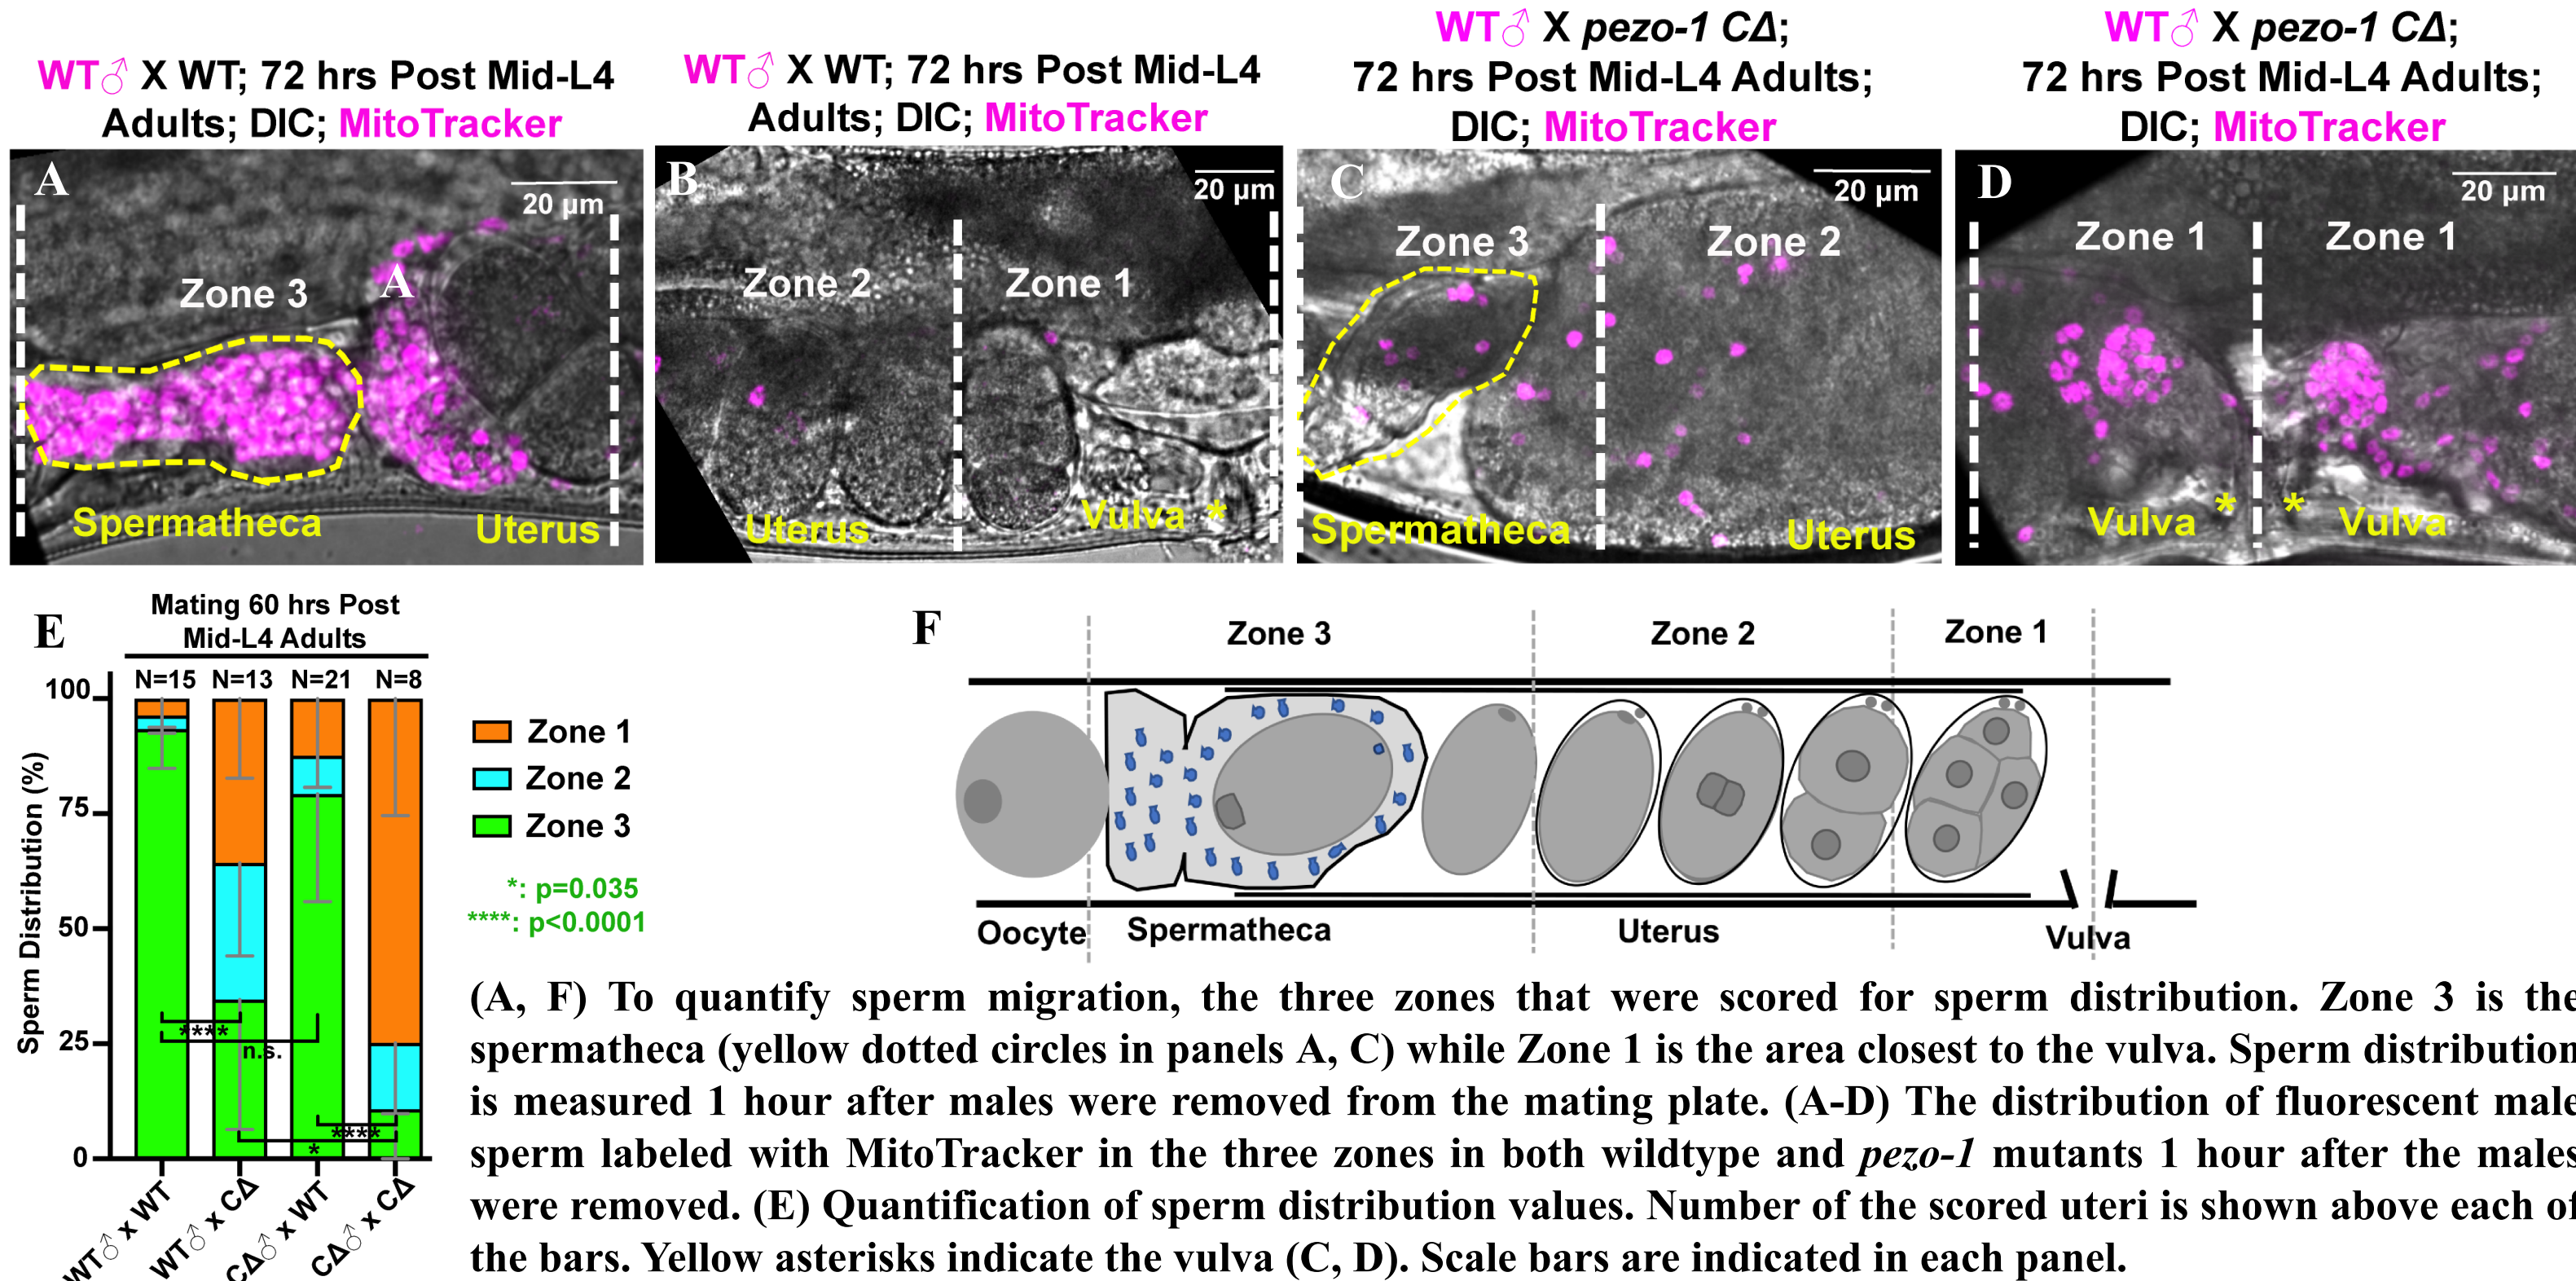 WT♂ X WT; 72 hrs Post Mid-L4
Adults; DIC; MitoTracker
WT♂ X WT; 72 hrs Post Mid-L4
Adults; DIC; MitoTracker
WT♂ X pezo-1 CΔ;
72 hrs Post Mid-L4 Adults;
DIC; MitoTracker
WT♂ X pezo-1 CΔ;
72 hrs Post Mid-L4 Adults;
DIC; MitoTracker
A
20 µm
Zone 3
A
Spermatheca
Uterus
B
20 µm
Zone 2
Zone 1
Uterus
Vulva *
C
20 µm
Zone 3
Zone 2
Spermatheca
Uterus
D
20 µm
Zone 1
Zone 1
Vulva *
* Vulva
E
Mating 60 hrs Post
Mid-L4 Adults
N=15 N=13 N=21 N=8
Sperm Distribution (%)
100
75
50
25
0
****
n.s.
****
*
WT♂ x WT
WT♂ x CΔ
CΔ♂ x WT
CΔ♂ x CΔ
Zone 1
Zone 2
Zone 3
*: p=0.035
****: p<0.0001
F
Zone 3
Zone 2
Zone 1
Oocyte
Spermatheca
Uterus
Vulva
(A, F) To quantify sperm migration, the three zones that were scored for sperm distribution. Zone 3 is the
spermatheca (yellow dotted circles in panels A, C) while Zone 1 is the area closest to the vulva. Sperm distribution
is measured 1 hour after males were removed from the mating plate. (A-D) The distribution of fluorescent male
sperm labeled with MitoTracker in the three zones in both wildtype and pezo-1 mutants 1 hour after the males
were removed. (E) Quantification of sperm distribution values. Number of the scored uteri is shown above each of
the bars. Yellow asterisks indicate the vulva (C, D). Scale bars are indicated in each panel.